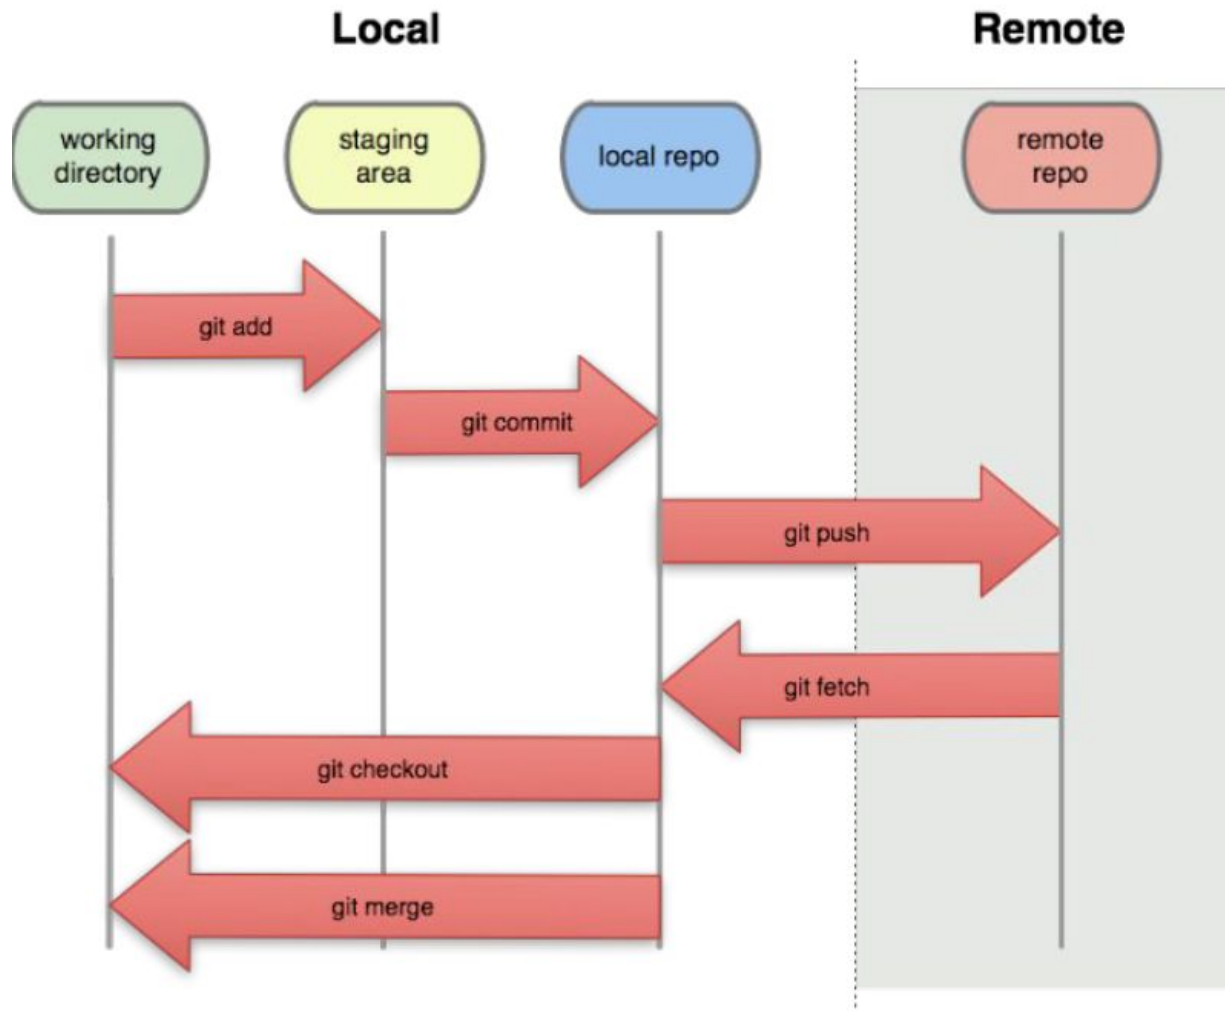 Local
Remote
working
directory
staging
area
local repo
remote
repo
git add
git commit
git push
git fetch
git checkout
git merge